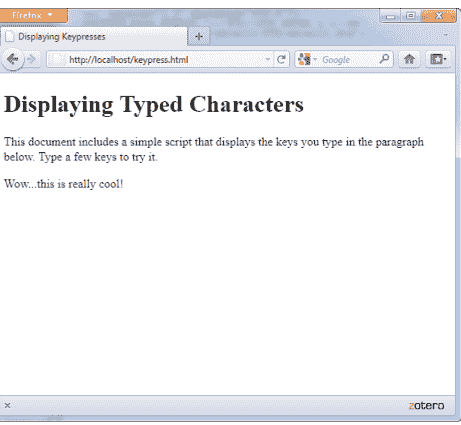 Firefox
Displaying Keypresses
http://localhost/keypress.html
Google
Displaying Typed Characters
This document includes a simple script that displays the keys you type in the paragraph
below. Type a few keys to try it.
Wow...this is really cool!
zotero